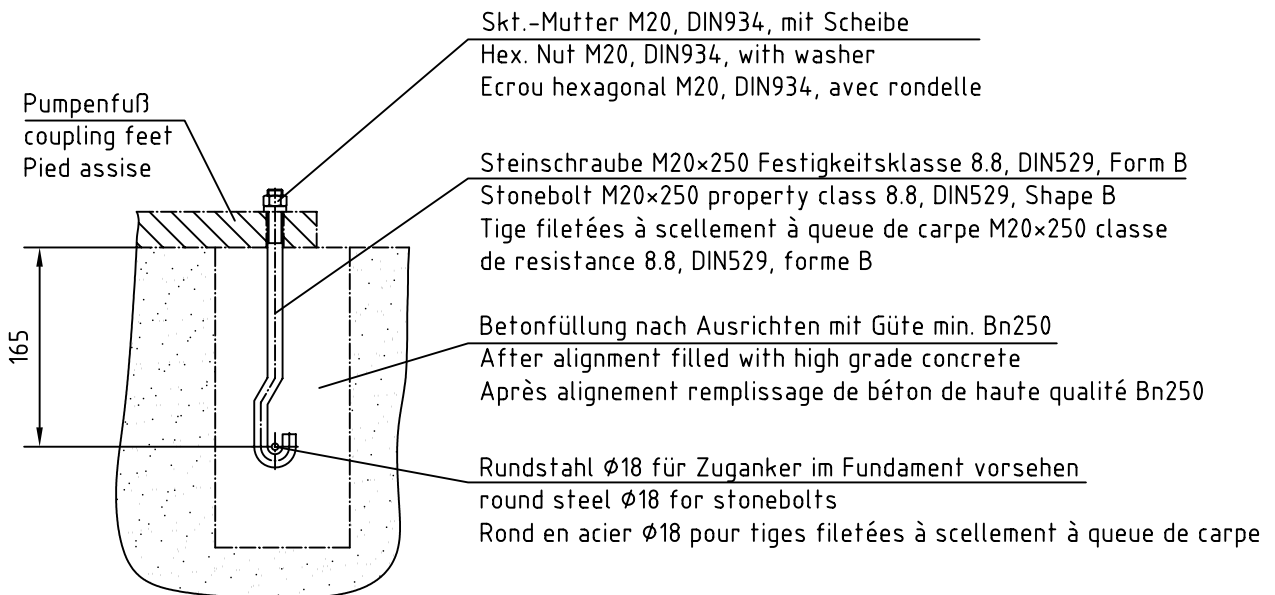 Skt.-Mutter M20, DIN934, mit Scheibe
Hex. Nut M20, DIN934, with washer
Ecrou hexagonal M20, DIN934, avec rondelle
Pumpenfuß
coupling feet
Pied assise
Steinschraube M20×250 Festigkeitsklasse 8.8, DIN529, Form B
Stonebolt M20×250 property class 8.8, DIN529, Shape B
Tige filetées à scellement à queue de carpe M20×250 classe
de resistance 8.8, DIN529, forme B
165
Betonfüllung nach Ausrichten mit Güte min. Bn250
After alignment filled with high grade concrete
Après alignement remplissage de béton de haute qualité Bn250
Rundstahl Ø18 für Zuganker im Fundament vorsehen
round steel Ø18 for stonebolts
Rond en acier Ø18 pour tiges filetées à scellement à queue de carpe